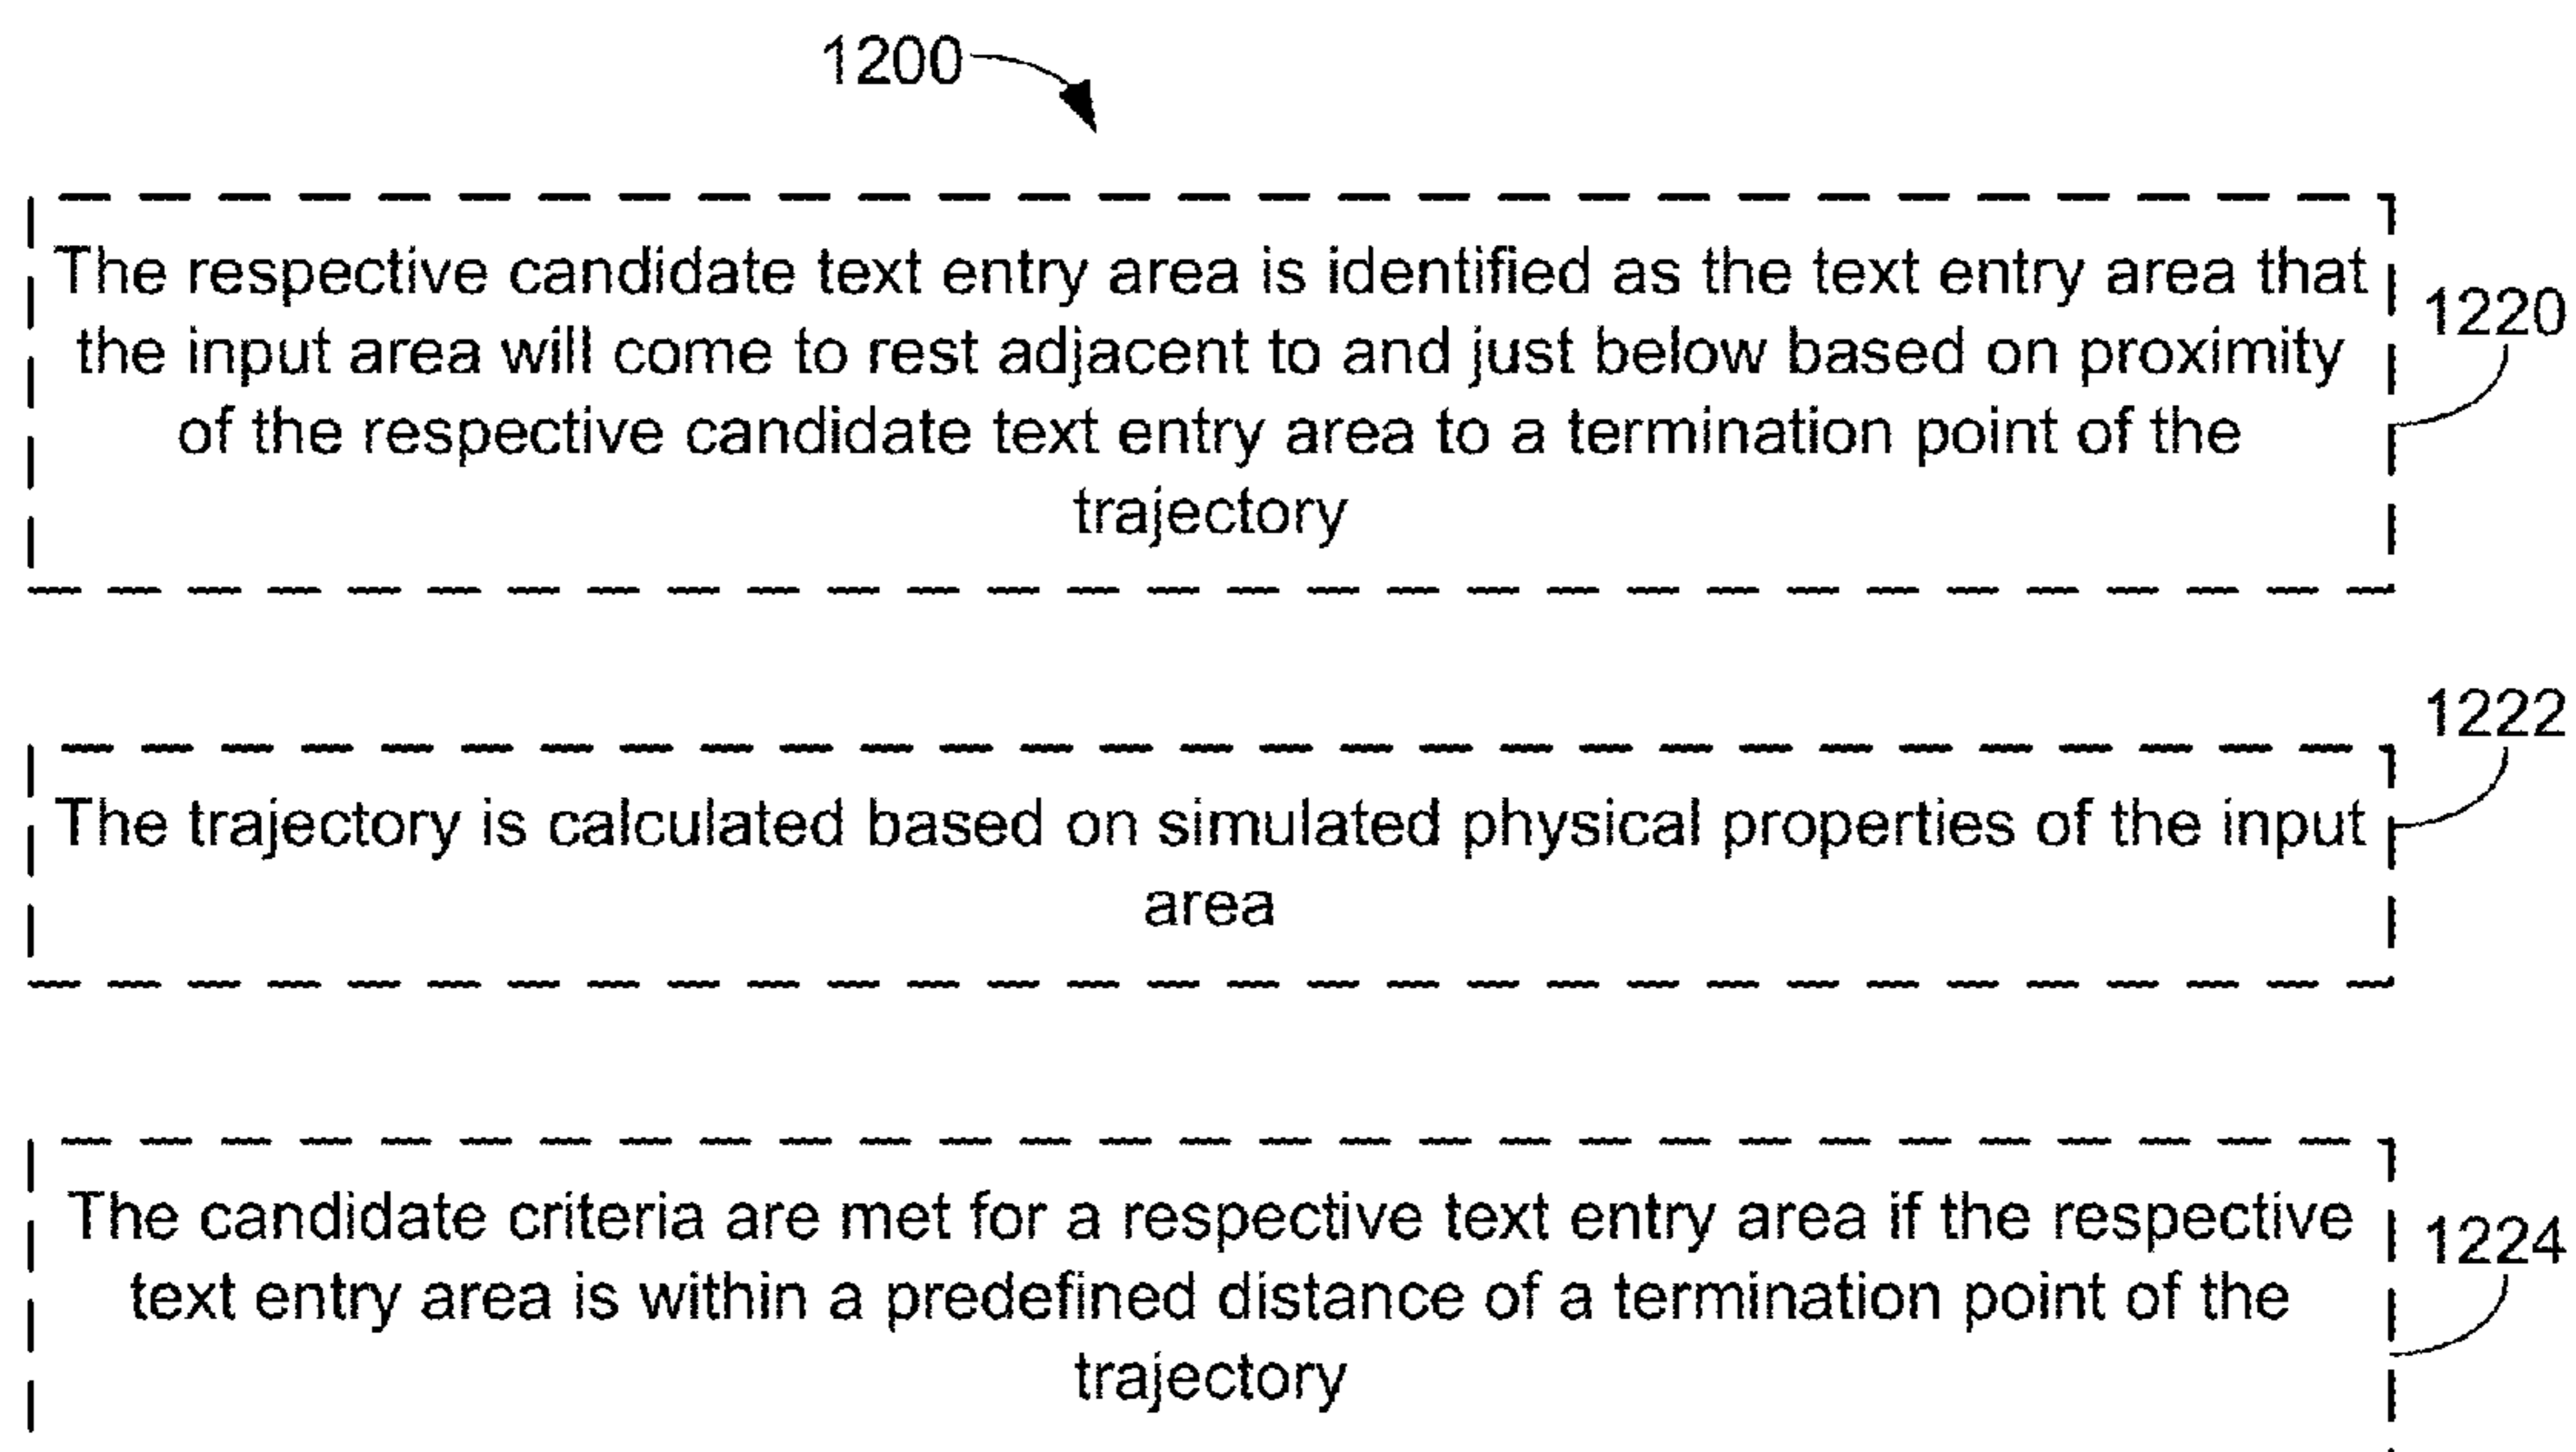 1200
The respective candidate text entry area is identified as the text entry area that
the input area will come to rest adjacent to and just below based on proximity
of the respective candidate text entry area to a termination point of the
trajectory
1220
The trajectory is calculated based on simulated physical properties of the input
area
1222
The candidate criteria are met for a respective text entry area if the respective
text entry area is within a predefined distance of a termination point of the
trajectory
1224